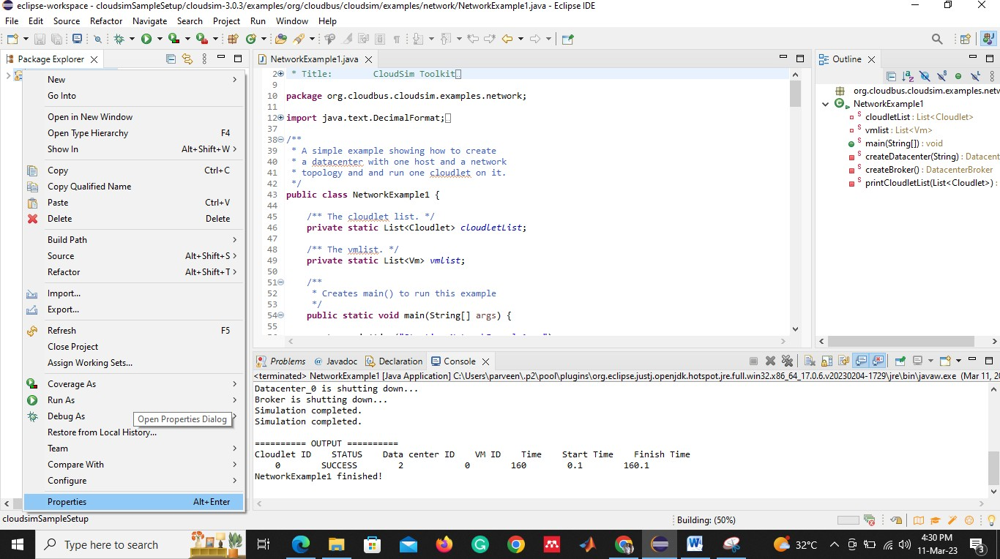 eclipse-workspace - cloudsimSampleSetup/cloudsim-3.0.3/examples/org/cloudbus/cloudsim/examples/network/NetworkExample1.java - Eclipse IDE
File Edit Source Refactor Navigate Search Project Run Window Help
Package Explorer
New
Go Into
Open in New Window
Open Type Hierarchy F4
Show In Alt+Shift+W
Copy Ctrl+C
Copy Qualified Name
Paste Ctrl+V
Delete Delete
Build Path
Source Alt+Shift+S
Refactor Alt+Shift+T
Import...
Export...
Refresh F5
Close Project
Assign Working Sets...
Coverage As
Run As
Debug As
Open Properties Dialog
Restore from Local History...
Team
Compare With
Configure
Properties Alt+Enter
NetworkExample1.java
2 * Title: CloudSim Toolkit
9
10 package org.cloudbus.cloudsim.examples.network;
11
12 import java.text.DecimalFormat;
37
38 /**
39 * A simple example showing how to create
40 * a datacenter with one host and a network
41 * topology and and run one cloudlet on it.
42 */
43 public class NetworkExample1 {
44
45 /** The cloudlet list. */
46 private static List<Cloudlet> cloudletList;
47
48 /** The vmlist. */
49 private static List<Vm> vmlist;
50
51 /**
52 * Creates main() to run this example
53 */
54 public static void main(String[] args) {
55
Outline
org.cloudbus.cloudsim.examples.netw
NetworkExample1
cloudletList : List<Cloudlet>
vmlist : List<Vm>
main(String[]) : void
createDatacenter(String) : Datacent
createBroker() : DatacenterBroker
printCloudletList(List<Cloudlet>) :
Problems Javadoc Declaration Console
<terminated> NetworkExample1 [Java Application] C:\Users\parveen\.p2\pool\plugins\org.eclipse.justj.openjdk.hotspot.jre.full.win32.x86_64_17.0.6.v20230204-1729\jre\bin\javaw.exe (Mar 11, 20
Datacenter_0 is shutting down...
Broker is shutting down...
Simulation completed.
Simulation completed.
========== OUTPUT ==========
Cloudlet ID STATUS Data center ID VM ID Time Start Time Finish Time
0 SUCCESS 2 0 160 0.1 160.1
NetworkExample1 finished!
cloudsimSampleSetup
Building: (50%)
Type here to search
32°C
4:30 PM
11-Mar-23
3